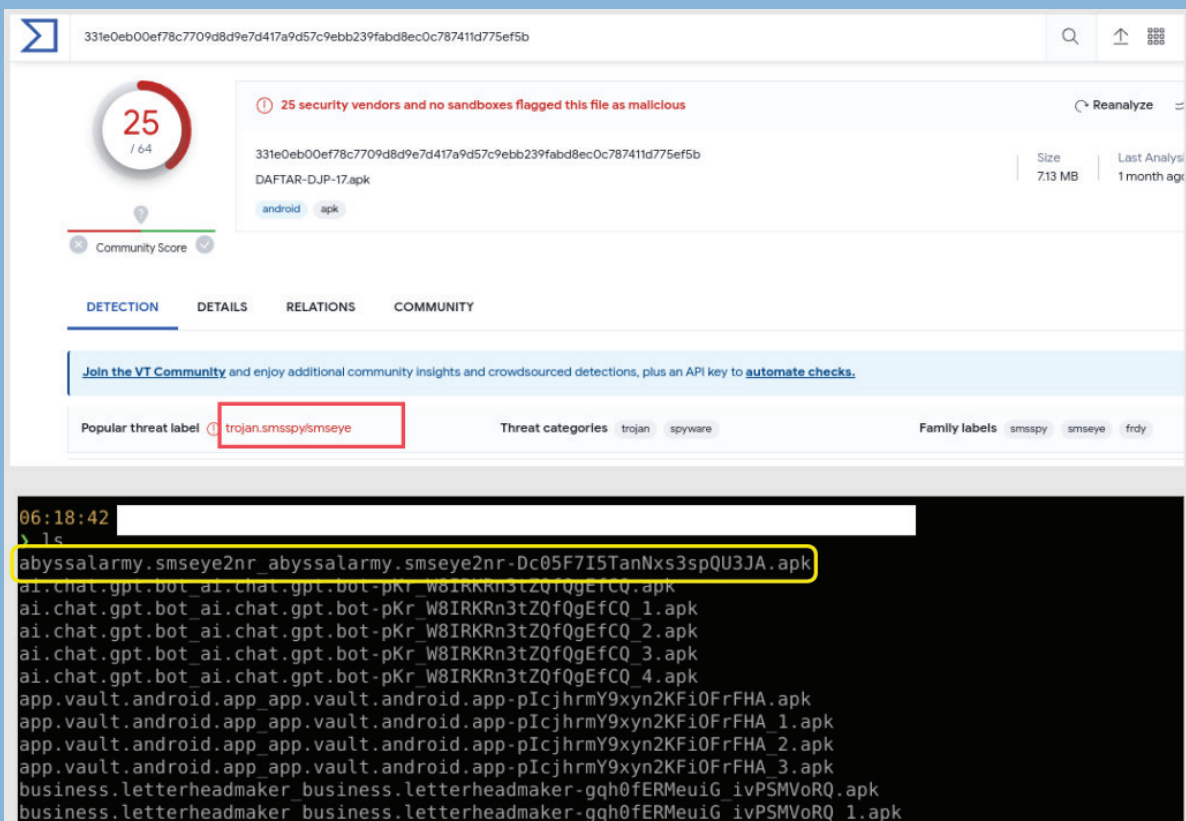 331e0eb00ef78c7709d8d9e7d417a9d57c9ebb239fabd8ec0c787411d775ef5b
25
/ 64
25 security vendors and no sandboxes flagged this file as malicious
Reanalyze
331e0eb00ef78c7709d8d9e7d417a9d57c9ebb239fabd8ec0c787411d775ef5b
DAFTAR-DJP-17.apk
android apk
Size
7.13 MB
Last Analysi
1 month ago
Community Score
DETECTION DETAILS RELATIONS COMMUNITY
Join the VT Community and enjoy additional community insights and crowdsourced detections, plus an API key to automate checks.
Popular threat label trojan.smsspy/smseye Threat categories trojan spyware Family labels smsspy smseye frdy
06:18:42
❯ ls
abyssalarmy.smseye2nr_abyssalarmy.smseye2nr-Dc05F7I5TanNxs3spQU3JA.apk
ai.chat.gpt.bot_ai.chat.gpt.bot-pKr_W8IRKRn3tZQfQgEfCQ.apk
ai.chat.gpt.bot_ai.chat.gpt.bot-pKr_W8IRKRn3tZQfQgEfCQ_1.apk
ai.chat.gpt.bot_ai.chat.gpt.bot-pKr_W8IRKRn3tZQfQgEfCQ_2.apk
ai.chat.gpt.bot_ai.chat.gpt.bot-pKr_W8IRKRn3tZQfQgEfCQ_3.apk
ai.chat.gpt.bot_ai.chat.gpt.bot-pKr_W8IRKRn3tZQfQgEfCQ_4.apk
app.vault.android.app_app.vault.android.app-pIcjhrmY9xyn2KFiOFrFHA.apk
app.vault.android.app_app.vault.android.app-pIcjhrmY9xyn2KFiOFrFHA_1.apk
app.vault.android.app_app.vault.android.app-pIcjhrmY9xyn2KFiOFrFHA_2.apk
app.vault.android.app_app.vault.android.app-pIcjhrmY9xyn2KFiOFrFHA_3.apk
business.letterheadmaker_business.letterheadmaker-gqh0fERMeuiG_ivPSMVoRQ.apk
business.letterheadmaker_business.letterheadmaker-gqh0fERMeuiG_ivPSMVoRQ_1.apk